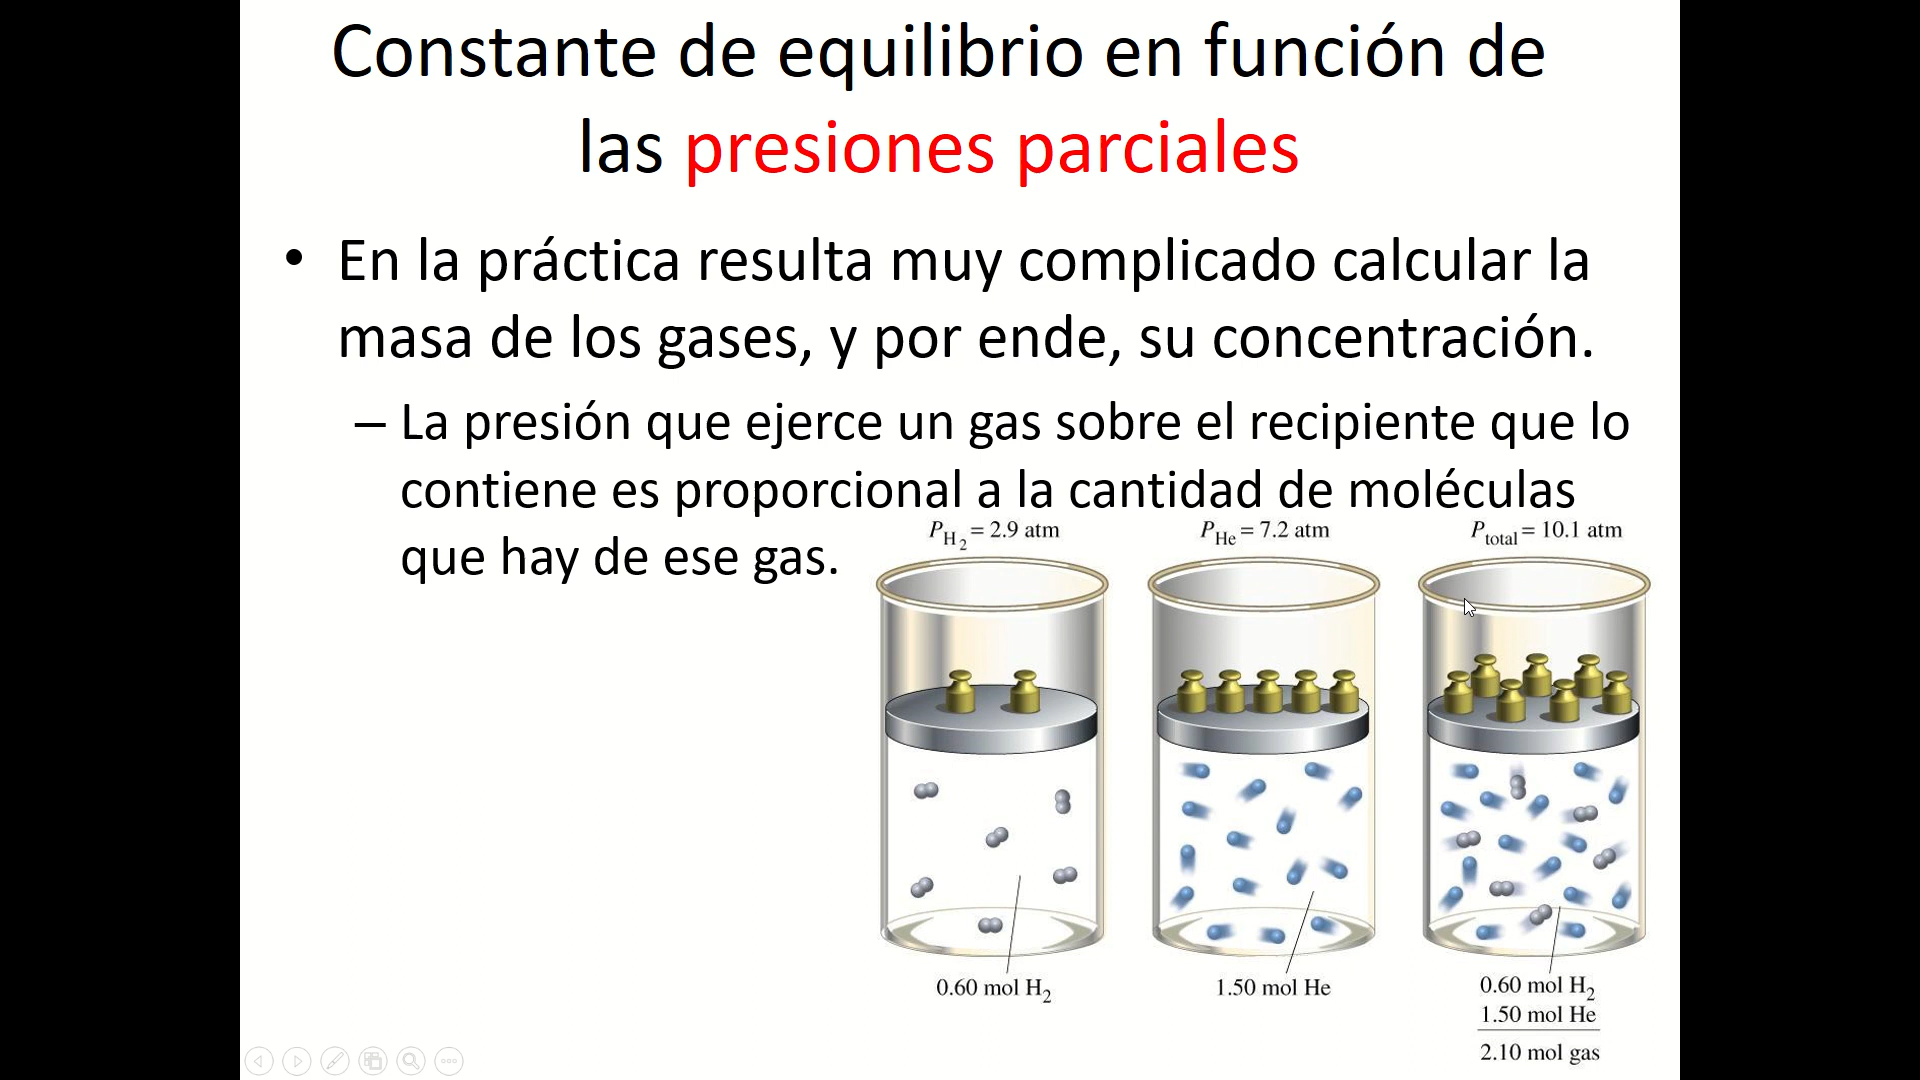 Constante de equilibrio en función de
las presiones parciales
• En la práctica resulta muy complicado calcular la
masa de los gases, y por ende, su concentración.
– La presión que ejerce un gas sobre el recipiente que lo
contiene es proporcional a la cantidad de moléculas
que hay de ese gas.
P_H₂ = 2.9 atm
P_He = 7.2 atm
P_total = 10.1 atm
0.60 mol H₂
1.50 mol He
0.60 mol H₂
1.50 mol He
2.10 mol gas